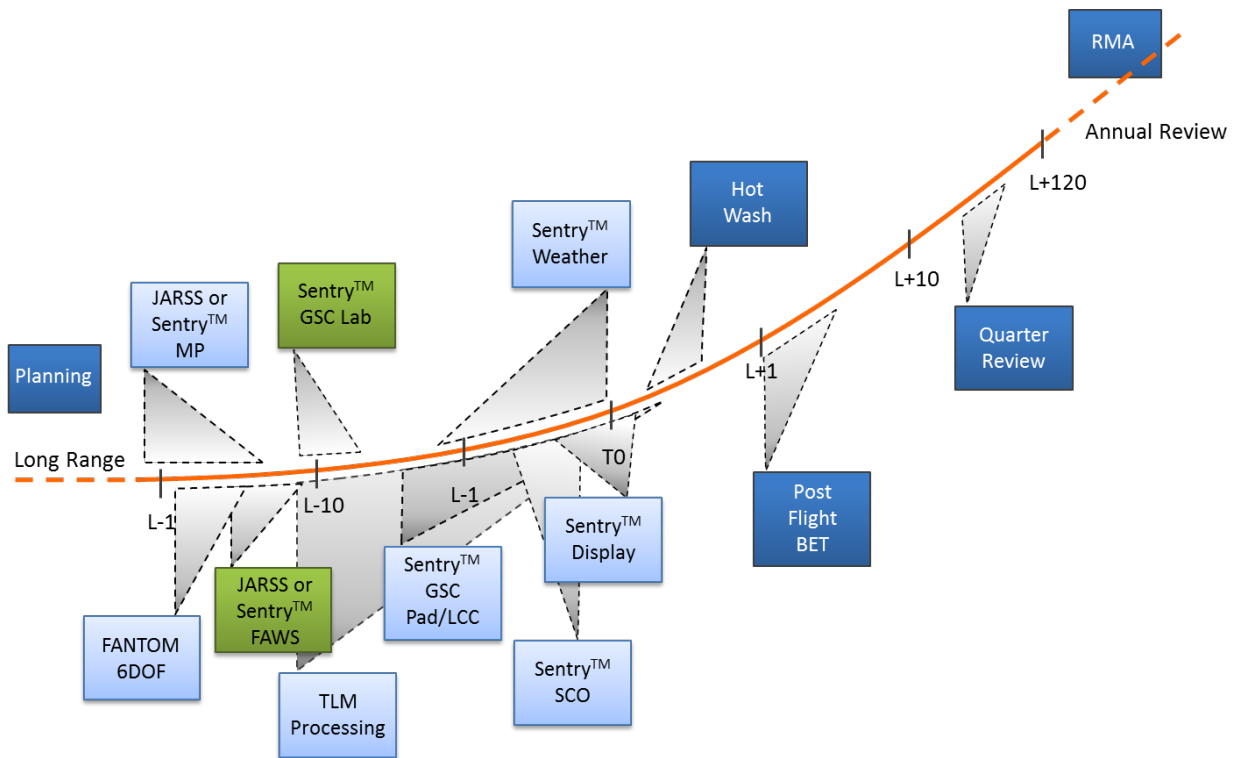 RMA
Annual Review
L+120
Hot
Wash
Sentry™
Weather
L+10
Sentry™
GSC Lab
JARSS or
Sentry™
MP
Quarter
Review
Planning
L+1
Long Range
T0
L-1
L-10
L-1
Post
Flight
BET
Sentry™
Display
Sentry™
GSC
Pad/LCC
JARSS or
Sentry™
FAWS
FANTOM
6DOF
Sentry™
SCO
TLM
Processing